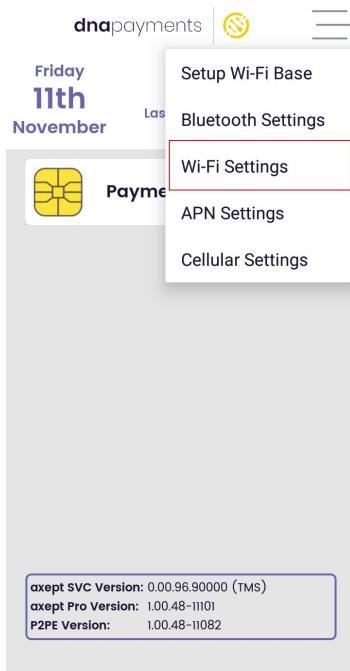 dnapayments
Friday
11th
November
Las
Setup Wi-Fi Base
Bluetooth Settings
Wi-Fi Settings
APN Settings
Cellular Settings
Payme
axept SVC Version: 0.00.96.90000 (TMS)
axept Pro Version: 1.00.48-11101
P2PE Version: 1.00.48-11082